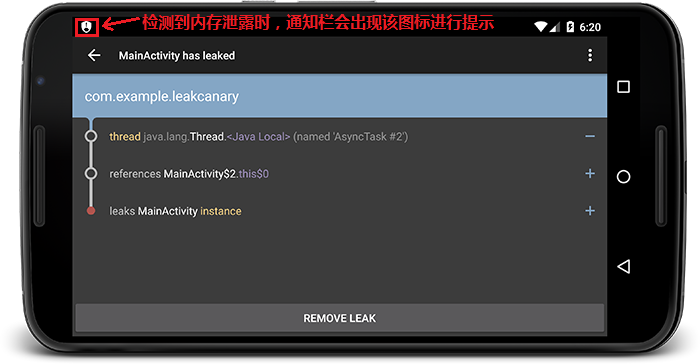 检测到内存泄露时，通知栏会出现该图标进行提示
6:20
MainActivity has leaked
com.example.leakcanary
thread java.lang.Thread.<Java Local> (named 'AsyncTask #2')
references MainActivity$2.this$0
leaks MainActivity instance
REMOVE LEAK